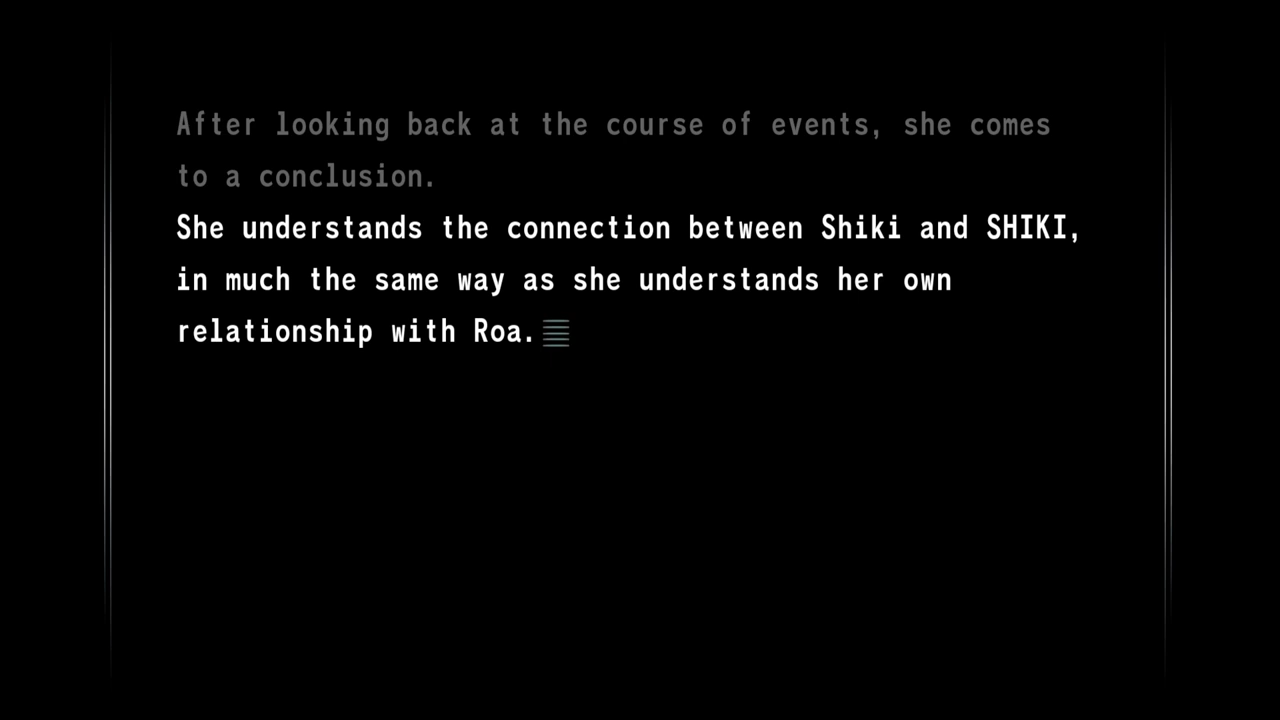 After looking back at the course of events, she comes
to a conclusion.
She understands the connection between Shiki and SHIKI,
in much the same way as she understands her own
relationship with Roa.